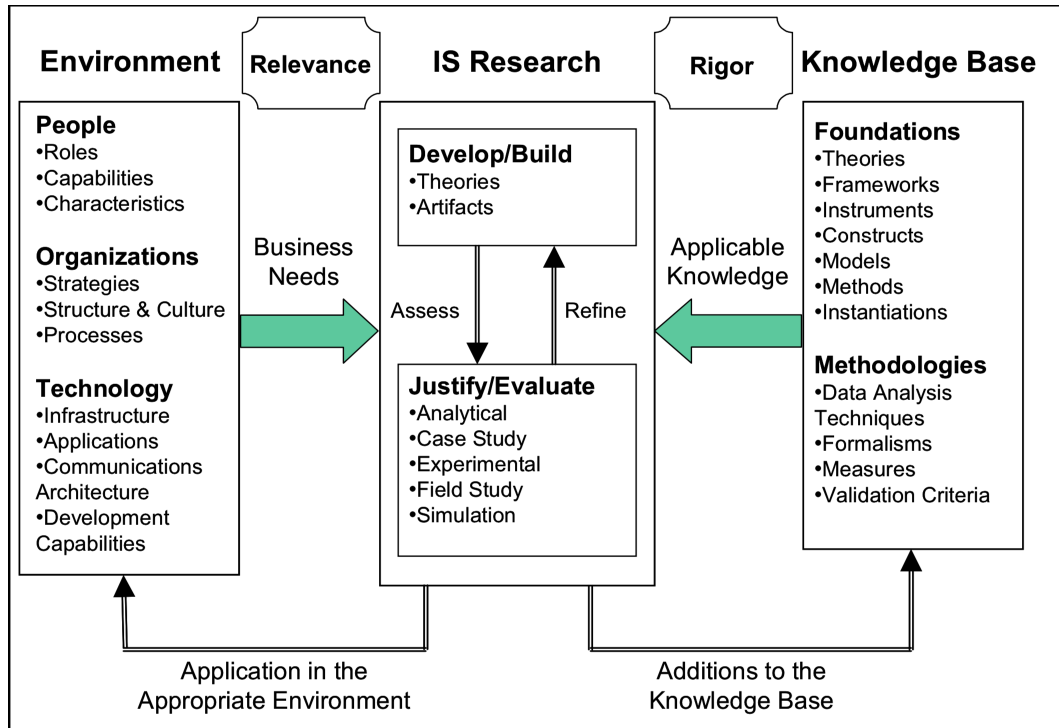 Environment
Relevance
IS Research
Rigor
Knowledge Base
People
•Roles
•Capabilities
•Characteristics
Organizations
•Strategies
•Structure & Culture
•Processes
Technology
•Infrastructure
•Applications
•Communications
Architecture
•Development
Capabilities
Business
Needs
Develop/Build
•Theories
•Artifacts
Assess
Refine
Justify/Evaluate
•Analytical
•Case Study
•Experimental
•Field Study
•Simulation
Applicable
Knowledge
Foundations
•Theories
•Frameworks
•Instruments
•Constructs
•Models
•Methods
•Instantiations
Methodologies
•Data Analysis
Techniques
•Formalisms
•Measures
•Validation Criteria
Application in the
Appropriate Environment
Additions to the
Knowledge Base